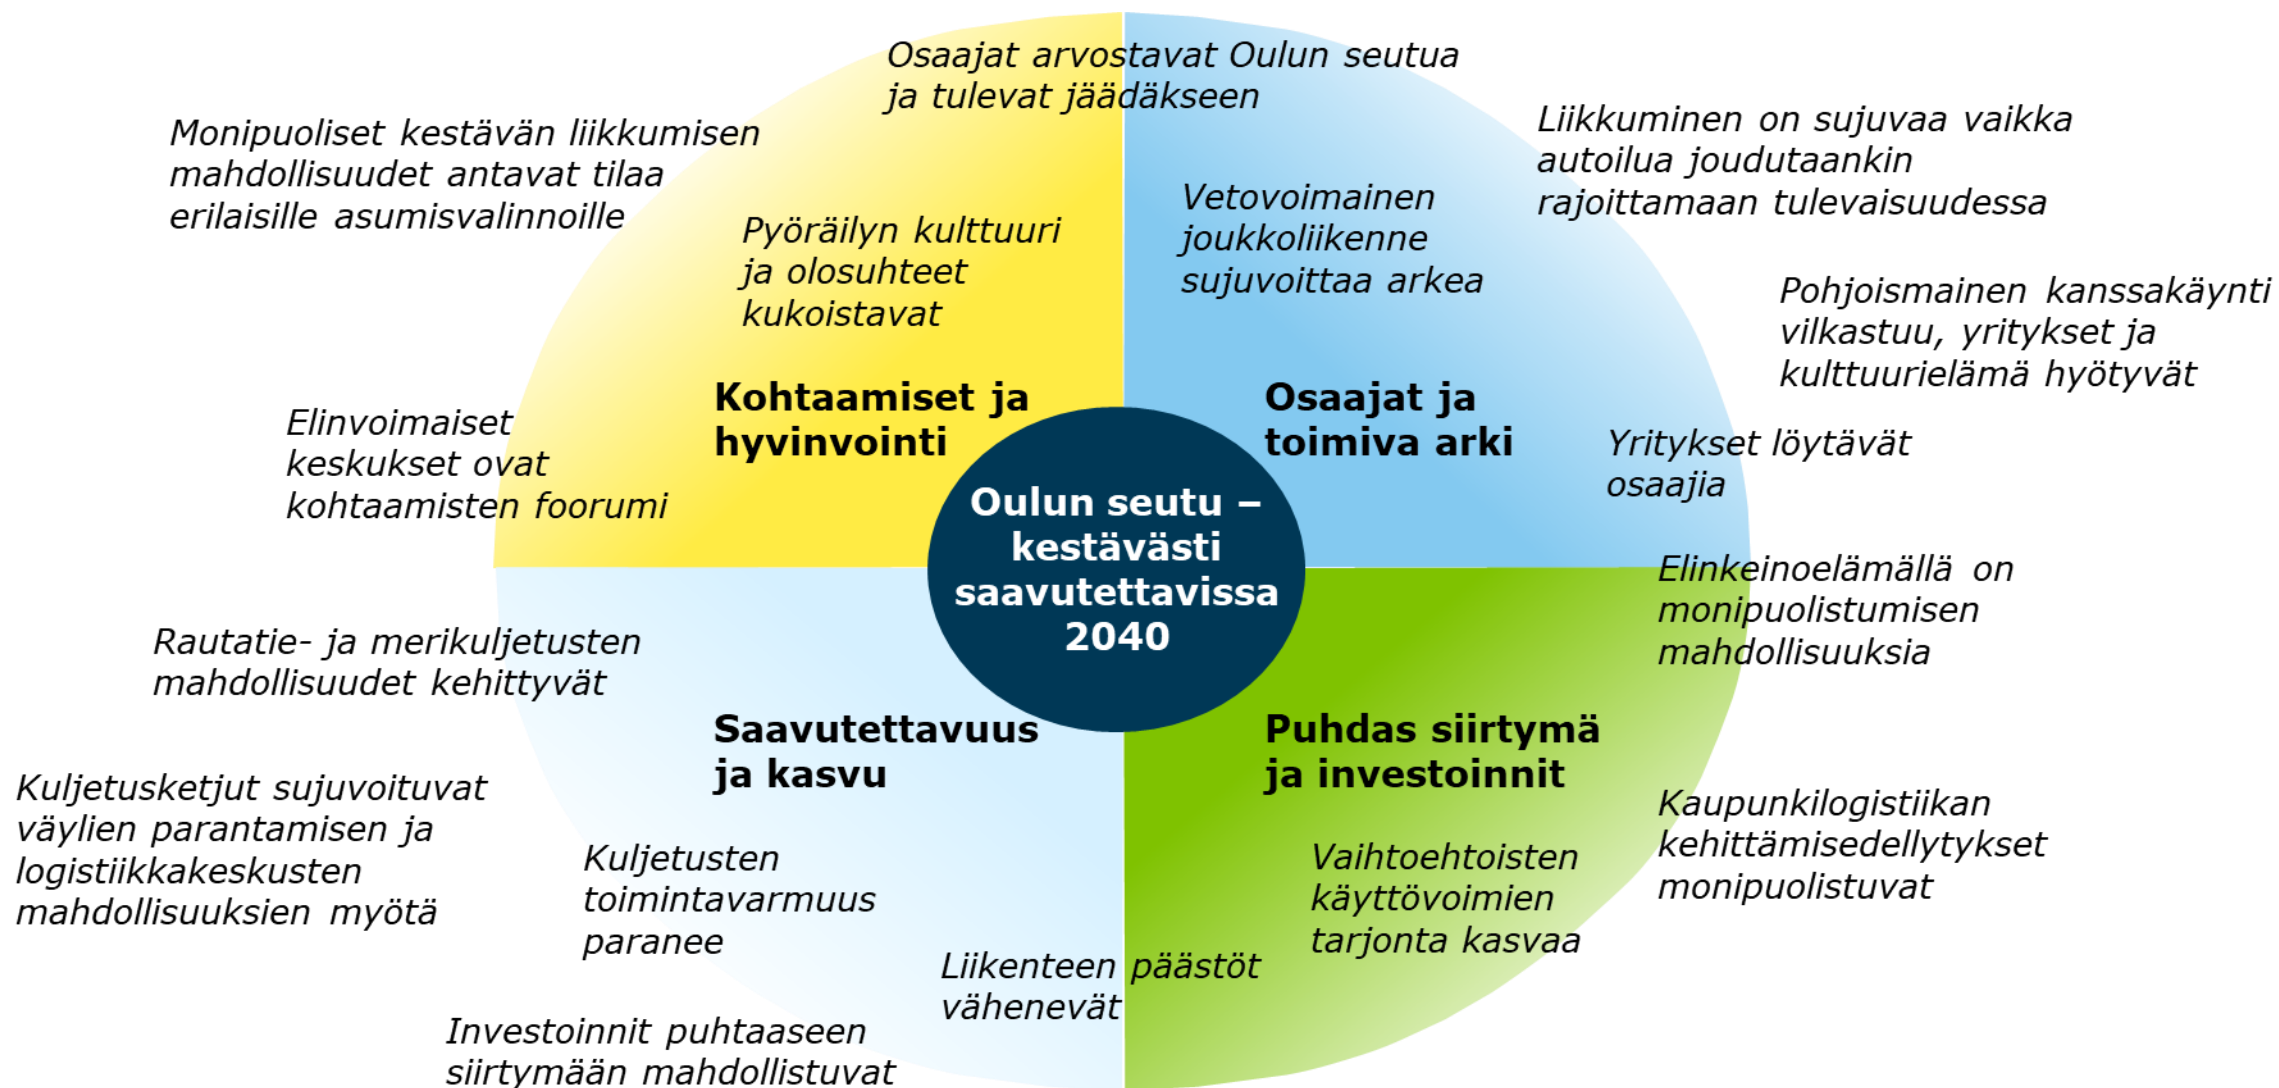 Osaajat arvostavat Oulun seutua
ja tulevat jäädäkseen
Monipuoliset kestävän liikkumisen
mahdollisuudet antavat tilaa
erilaisille asumisvalinnoille
Liikkuminen on sujuvaa vaikka
autoilua joudutaankin
rajoittamaan tulevaisuudessa
Pyöräilyn kulttuuri
ja olosuhteet
kukoistavat
Vetovoimainen
joukkoliikenne
sujuvoittaa arkea
Pohjoismainen kanssakäynti
vilkastuu, yritykset ja
kulttuurielämä hyötyvät
Kohtaamiset ja
hyvinvointi
Osaajat ja
toimiva arki
Elinvoimaiset
keskukset ovat
kohtaamisten foorumi
Yritykset löytävät
osaajia
Oulun seutu –
kestävästi
saavutettavissa
2040
Elinkeinoelämällä on
monipuolistumisen
mahdollisuuksia
Rautatie- ja merikuljetusten
mahdollisuudet kehittyvät
Saavutettavuus
ja kasvu
Puhdas siirtymä
ja investoinnit
Kuljetusketjut sujuvoituvat
väylien parantamisen ja
logistiikkakeskusten
mahdollisuuksien myötä
Kuljetusten
toimintavarmuus
paranee
Vaihtoehtoisten
käyttövoimien
tarjonta kasvaa
Kaupunkilogistiikan
kehittämisedellytykset
monipuolistuvat
Liikenteen päästöt
vähenevät
Investoinnit puhtaaseen
siirtymään mahdollistuvat